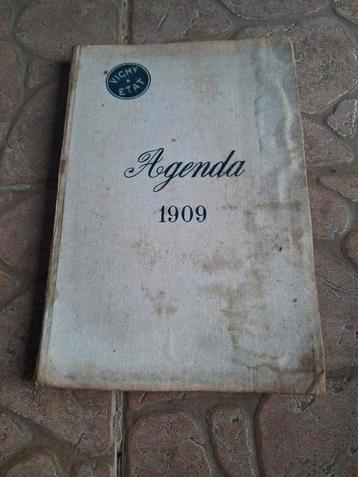 VICHY
ETAT
Agenda
1909